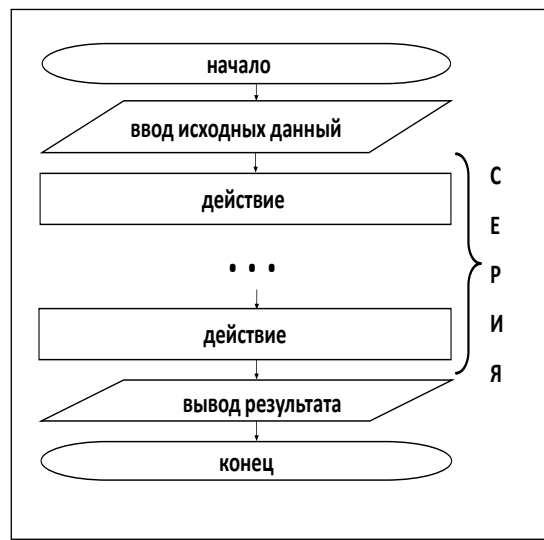 начало
ввод исходных данный
действие
. . .
действие
вывод результата
конец
С
Е
Р
И
Я